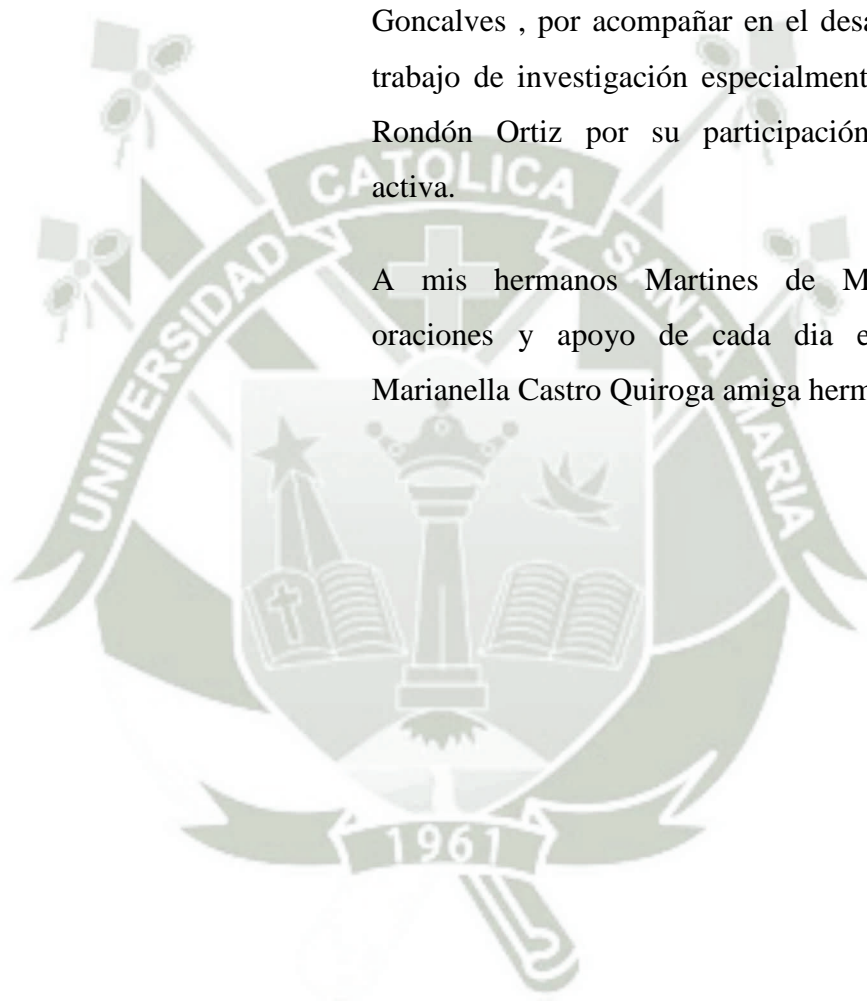 Goncalves , por acompañar en el desa
trabajo de investigación especialment
Rondón Ortiz por su participación
activa.
A mis hermanos Martines de M
oraciones y apoyo de cada dia e
Marianella Castro Quiroga amiga herm
UNIVERSIDAD CATOLICA SANTA MARIA
1961